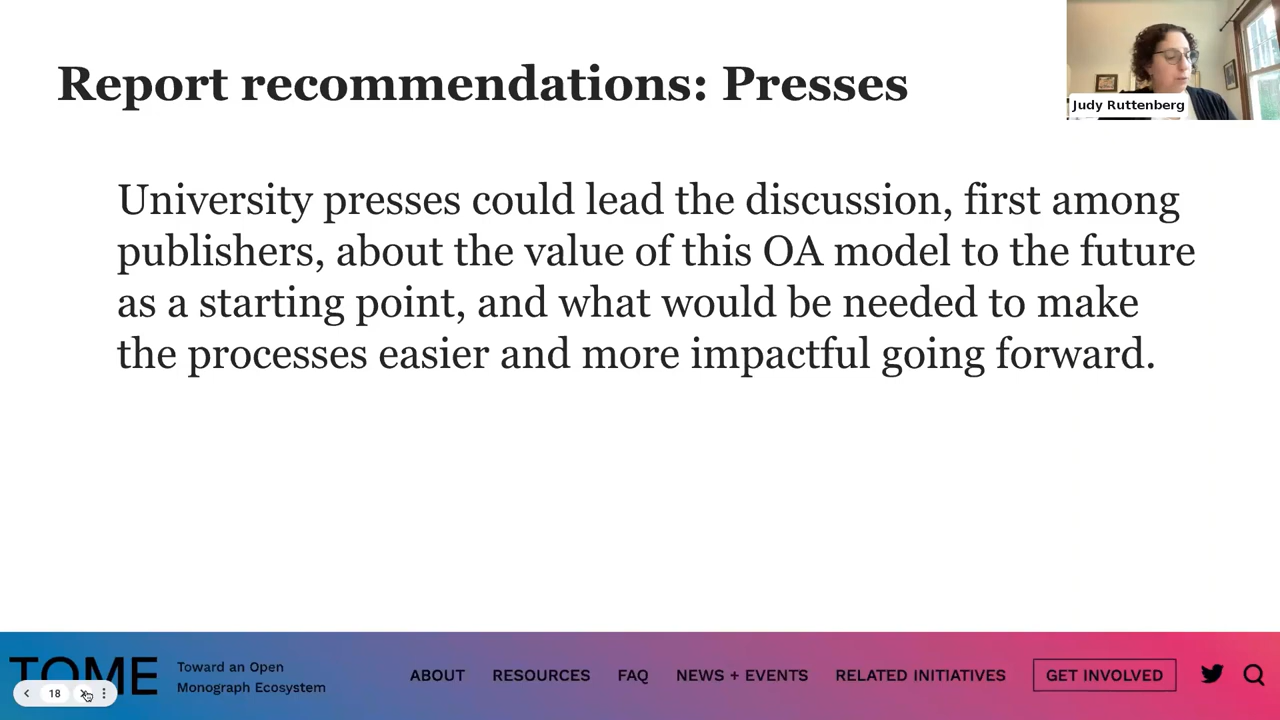 Report recommendations: Presses
Judy Ruttenberg
University presses could lead the discussion, first among
publishers, about the value of this OA model to the future
as a starting point, and what would be needed to make
the processes easier and more impactful going forward.
TOME
Toward an Open
Monograph Ecosystem
ABOUT
RESOURCES
FAQ
NEWS + EVENTS
RELATED INITIATIVES
GET INVOLVED
18